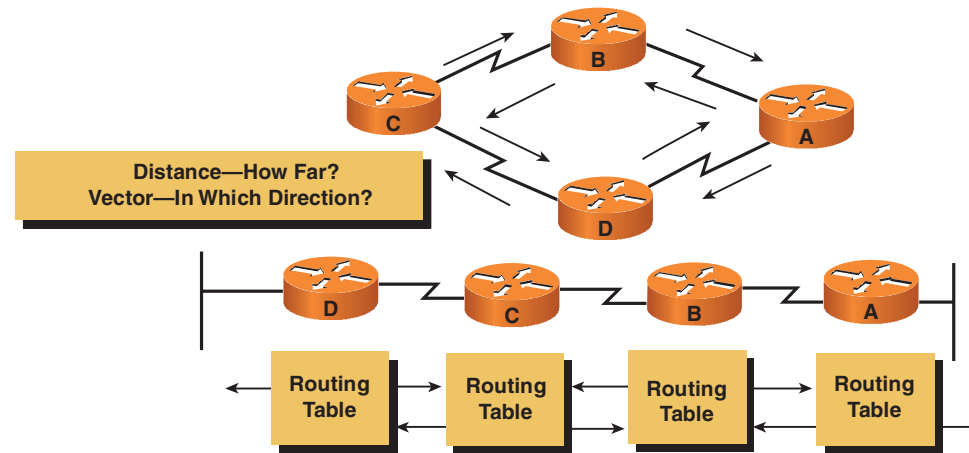 B
C
A
Distance—How Far?
Vector—In Which Direction?
D
D
C
B
A
Routing
Table
Routing
Table
Routing
Table
Routing
Table